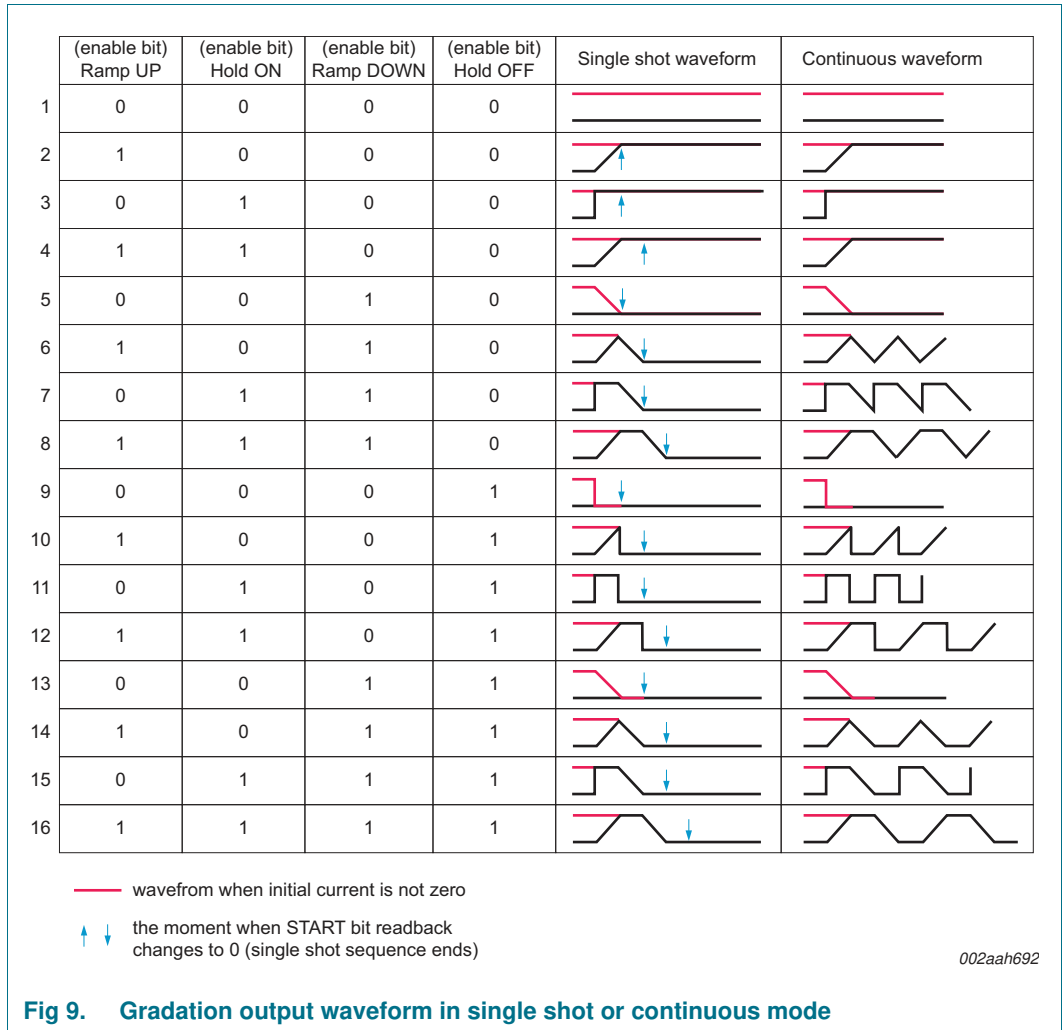 (enable bit) Ramp UP (enable bit) Hold ON (enable bit) Ramp DOWN (enable bit) Hold OFF Single shot waveform Continuous waveform
1 0 0 0 0
2 1 0 0 0
3 0 1 0 0
4 1 1 0 0
5 0 0 1 0
6 1 0 1 0
7 0 1 1 0
8 1 1 1 0
9 0 0 0 1
10 1 0 0 1
11 0 1 0 1
12 1 1 0 1
13 0 0 1 1
14 1 0 1 1
15 0 1 1 1
16 1 1 1 1
wavefrom when initial current is not zero
the moment when START bit readback
changes to 0 (single shot sequence ends)
002aah692
Fig 9. Gradation output waveform in single shot or continuous mode